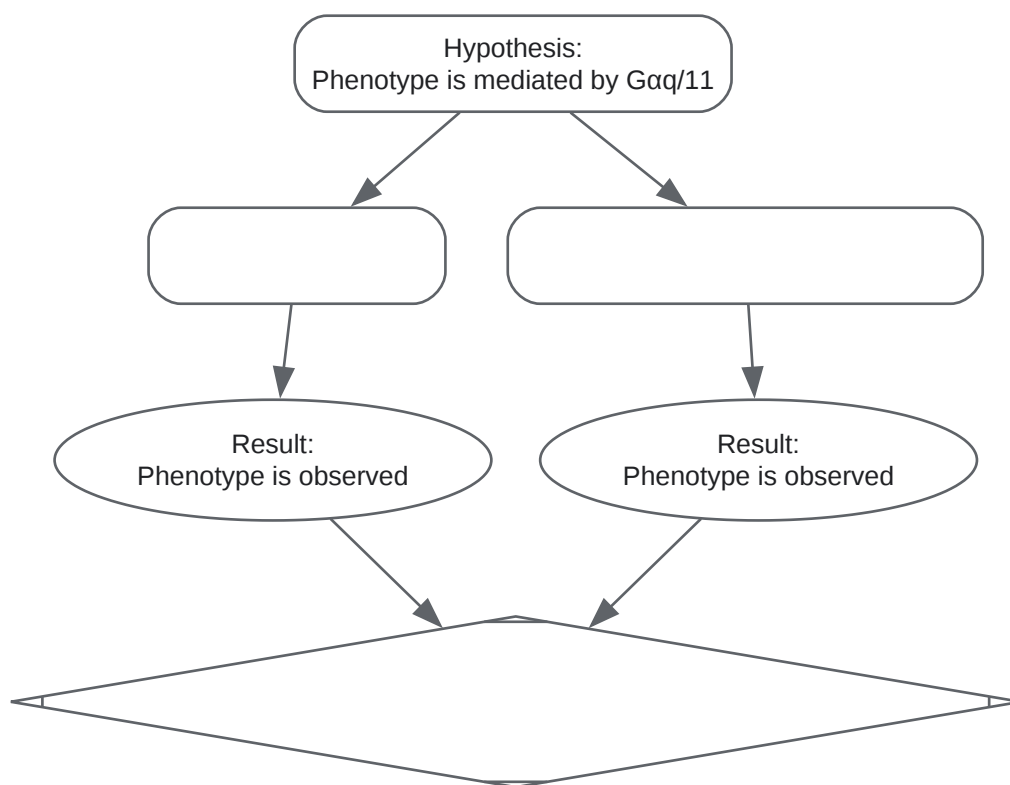 Hypothesis:
Phenotype is mediated by Gαq/11
Result:
Phenotype is observed
Result:
Phenotype is observed